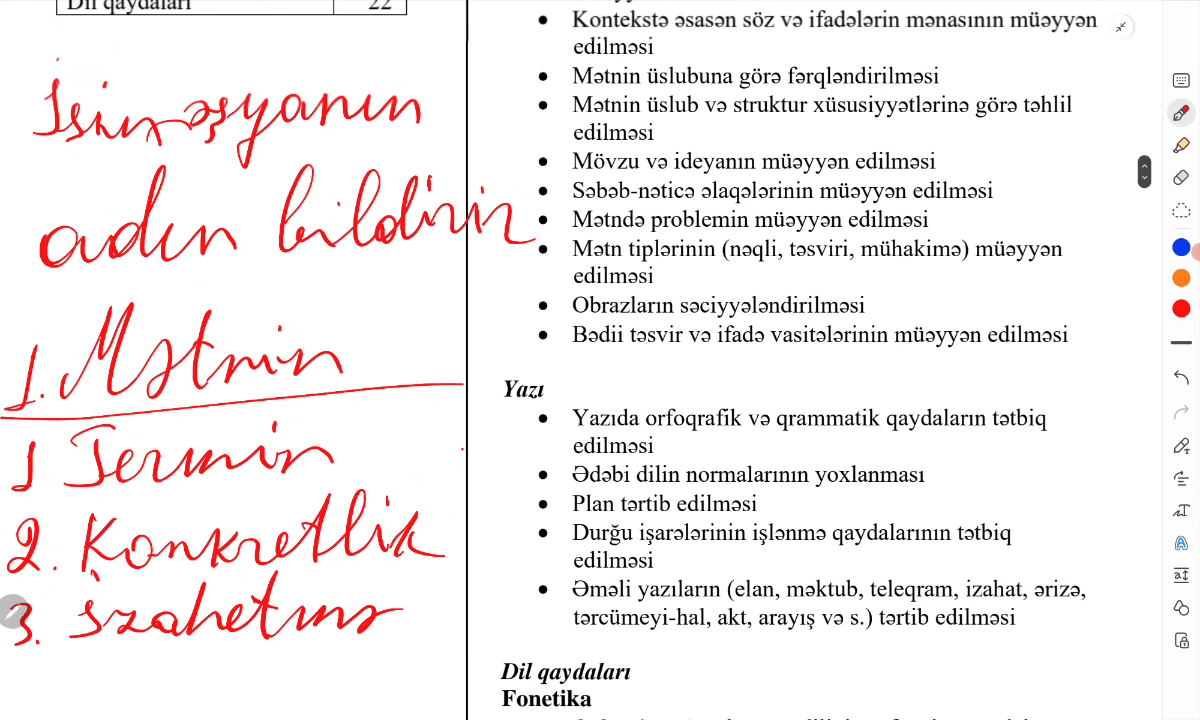 Dil qaydaları 22
İsim əşyanın
adın bildirir
1. Mətnin
1 Termin
2. Konkretlik
3. İzahetmə
Kontekstə əsasən söz və ifadələrin mənasının müəyyən
edilməsi
Mətnin üslubuna görə fərqləndirilməsi
Mətnin üslub və struktur xüsusiyyətlərinə görə təhlil
edilməsi
Mövzu və ideyanın müəyyən edilməsi
Səbəb-nəticə əlaqələrinin müəyyən edilməsi
Mətndə problemin müəyyən edilməsi
Mətn tiplərinin (nəqli, təsviri, mühakimə) müəyyən
edilməsi
Obrazların səciyyələndirilməsi
Bədii təsvir və ifadə vasitələrinin müəyyən edilməsi
Yazı
Yazıda orfoqrafik və qrammatik qaydaların tətbiq
edilməsi
Ədəbi dilin normalarının yoxlanması
Plan tərtib edilməsi
Durğu işarələrinin işlənmə qaydalarının tətbiq
edilməsi
Əməli yazıların (elan, məktub, teleqram, izahat, ərizə,
tərcümeyi-hal, akt, arayış və s.) tərtib edilməsi
Dil qaydaları
Fonetika